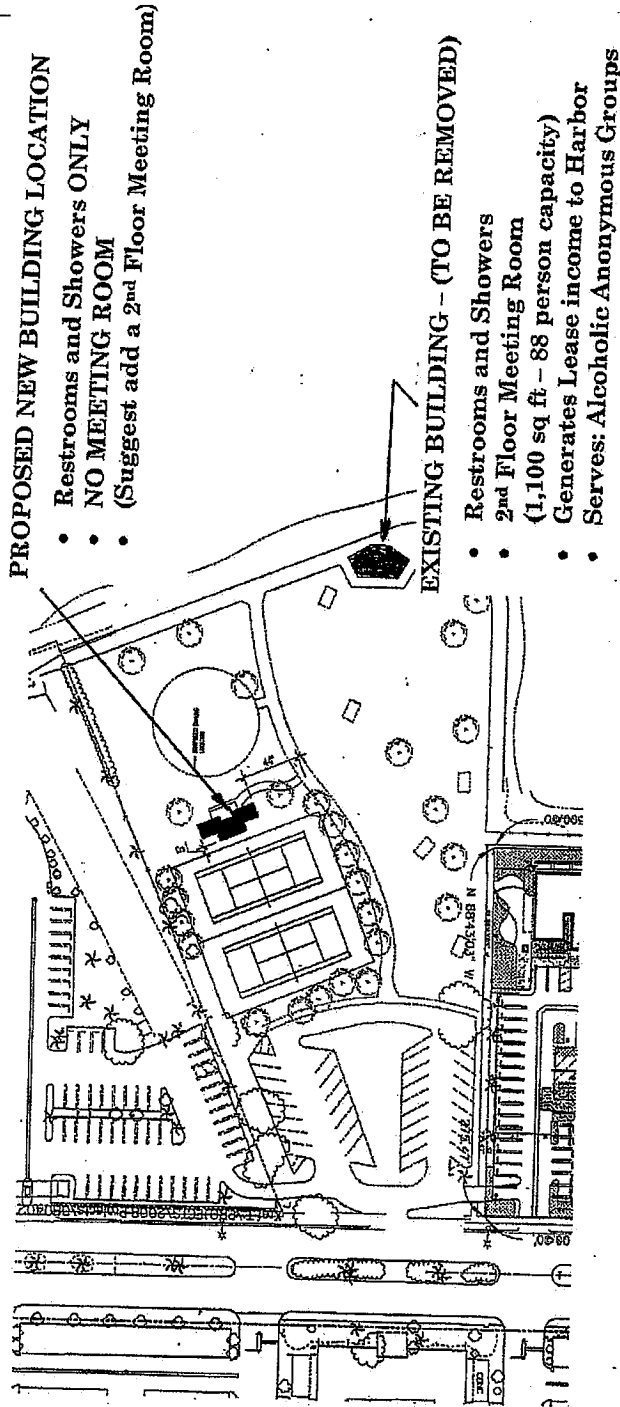 PROPOSED NEW BUILDING LOCATION
• Restrooms and Showers ONLY
• NO MEETING ROOM
• (Suggest add a 2nd Floor Meeting Room)
EXISTING BUILDING – (TO BE REMOVED)
• Restrooms and Showers
• 2nd Floor Meeting Room
(1,100 sq ft – 88 person capacity)
• Generates Lease income to Harbor
• Serves: Alcoholic Anonymous Groups